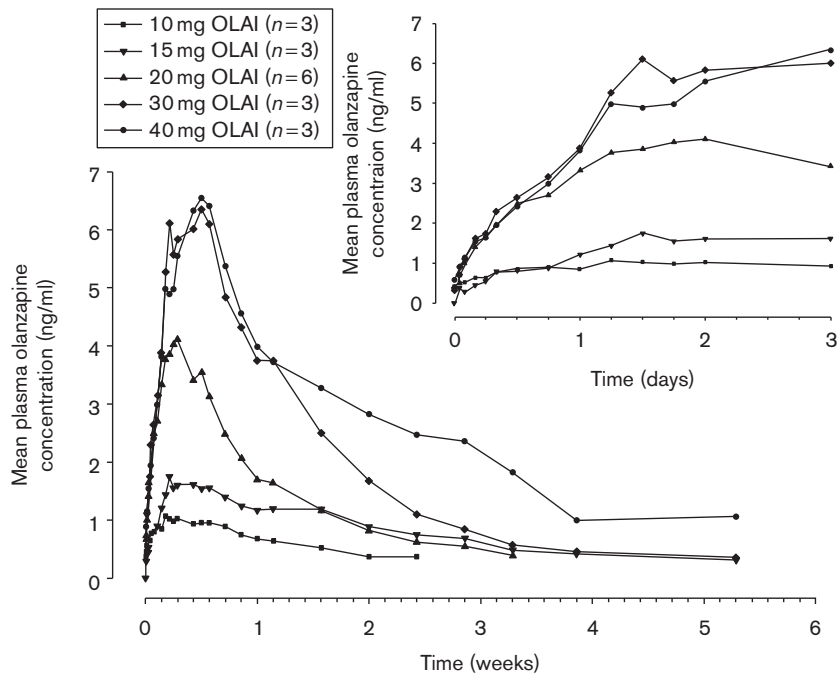 10 mg OLAI (n=3)
15 mg OLAI (n=3)
20 mg OLAI (n=6)
30 mg OLAI (n=3)
40 mg OLAI (n=3)
7
6
5
4
3
2
1
0
Mean plasma olanzapine
concentraion (ng/ml)
0
1
2
3
Time (days)
7
6
5
4
3
2
1
0
Mean plasma olanzapine
concentration (ng/ml)
0
1
2
3
4
5
6
Time (weeks)